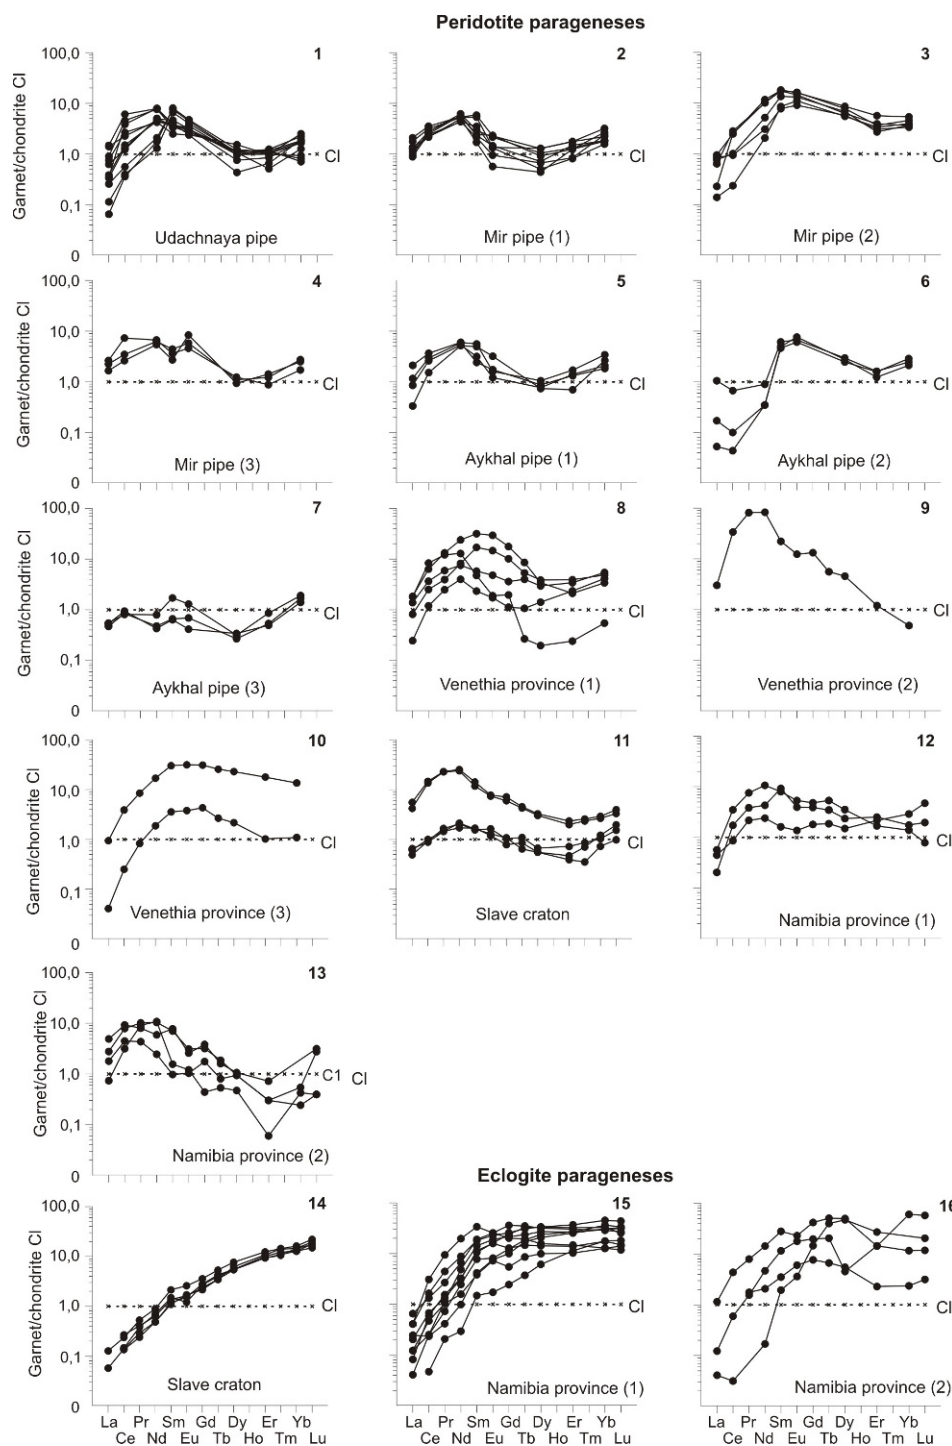 Peridotite parageneses
Garnet/chondrite CI
100,0
10,0
1,0
0,1
0
1
CI
Udachnaya pipe
2
CI
Mir pipe (1)
3
CI
Mir pipe (2)
Garnet/chondrite CI
100,0
10,0
1,0
0,1
0
4
CI
Mir pipe (3)
5
CI
Aykhal pipe (1)
6
CI
Aykhal pipe (2)
Garnet/chondrite CI
100,0
10,0
1,0
0,1
0
7
CI
Aykhal pipe (3)
8
CI
Venethia province (1)
9
CI
Venethia province (2)
Garnet/chondrite CI
100,0
10,0
1,0
0,1
0
10
CI
Venethia province (3)
11
CI
Slave craton
12
CI
Namibia province (1)
Garnet/chondrite CI
100,0
10,0
1,0
0,1
0
13
C1 CI
Namibia province (2)
Eclogite parageneses
Garnet/chondrite CI
100,0
10,0
1,0
0,1
0
14
CI
Slave craton
15
CI
Namibia province (1)
16
CI
Namibia province (2)
La Pr Sm Gd Dy Er Yb
Ce Nd Eu Tb Ho Tm Lu
La Pr Sm Gd Dy Er Yb
Ce Nd Eu Tb Ho Tm Lu
La Pr Sm Gd Dy Er Yb
Ce Nd Eu Tb Ho Tm Lu